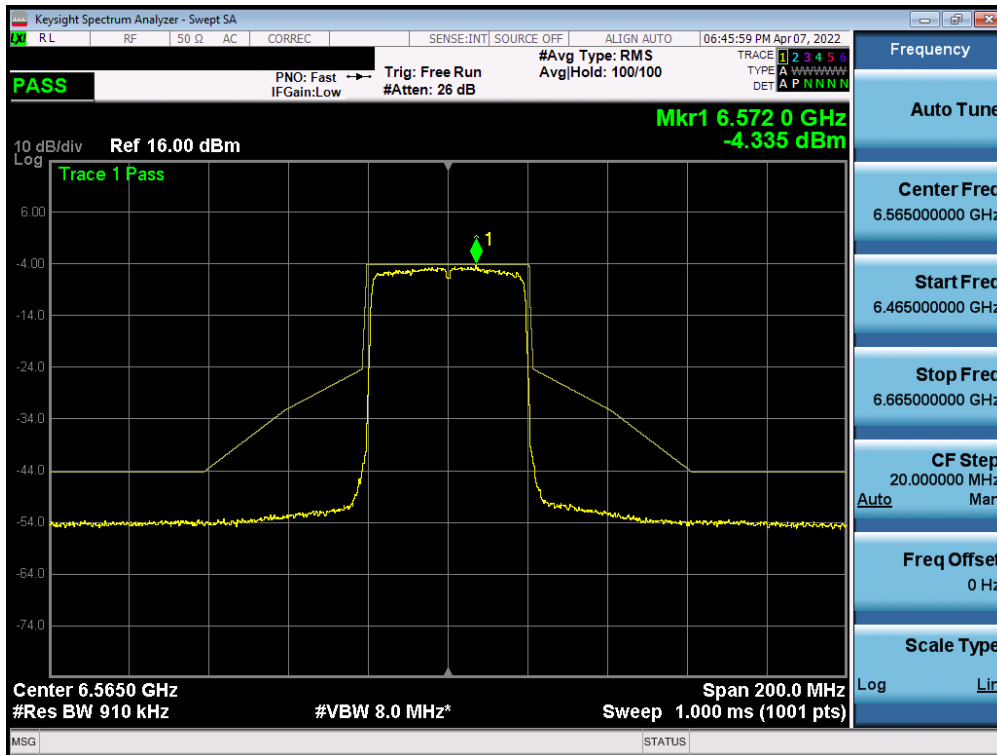 Keysight Spectrum Analyzer - Swept SA
LXI RL RF 50 Ω AC CORREC SENSE:INT SOURCE OFF ALIGN AUTO 06:45:59 PM Apr 07, 2022
PASS
PNO: Fast
IFGain:Low
Trig: Free Run
#Atten: 26 dB
#Avg Type: RMS
Avg|Hold: 100/100
TRACE 1 2 3 4 5 6
TYPE A WWWWW
DET A P N N N N
Mkr1 6.572 0 GHz
-4.335 dBm
10 dB/div Ref 16.00 dBm
Log
Trace 1 Pass
1
6.00
-4.00
-14.0
-24.0
-34.0
-44.0
-54.0
-64.0
-74.0
Center 6.5650 GHz Span 200.0 MHz
#Res BW 910 kHz #VBW 8.0 MHz* Sweep 1.000 ms (1001 pts)
MSG STATUS
Frequency
Auto Tune
Center Freq
6.565000000 GHz
Start Freq
6.465000000 GHz
Stop Freq
6.665000000 GHz
CF Step
20.000000 MHz
Auto Man
Freq Offset
0 Hz
Scale Type
Log Lin